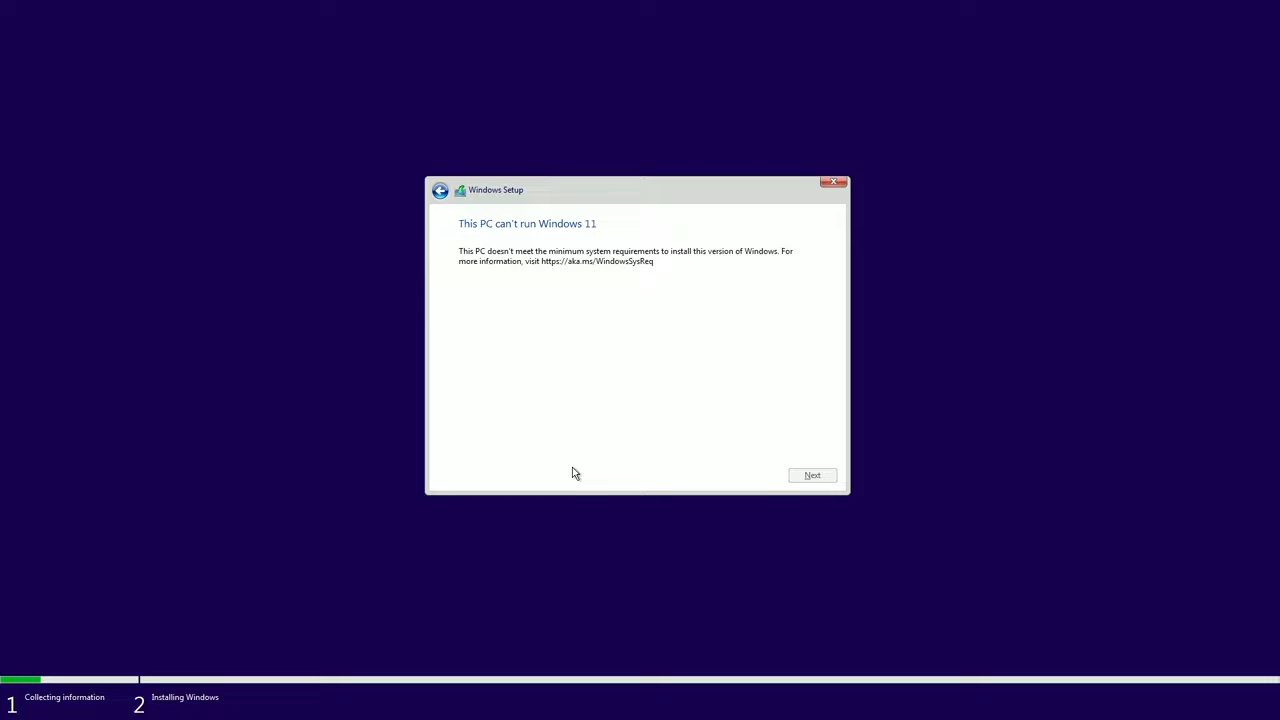 Windows Setup
This PC can't run Windows 11
This PC doesn't meet the minimum system requirements to install this version of Windows. For
more information, visit https://aka.ms/WindowsSysReq
Next
1 Collecting information
2 Installing Windows